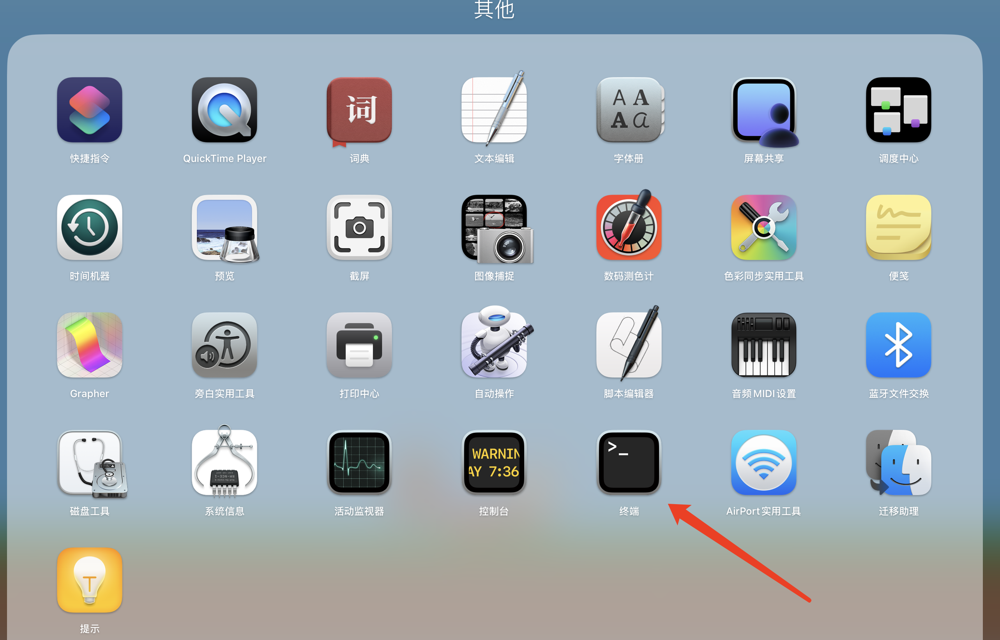 其他
词
A A
A a
快捷指令
QuickTime Player
词典
文本编辑
字体册
屏幕共享
调度中心
时间机器
预览
截屏
图像捕捉
数码测色计
色彩同步实用工具
便笺
Grapher
旁白实用工具
打印中心
自动操作
脚本编辑器
音频 MIDI 设置
蓝牙文件交换
WARNIN
AY 7:36
>_
磁盘工具
系统信息
活动监视器
控制台
终端
AirPort 实用工具
迁移助理
提示